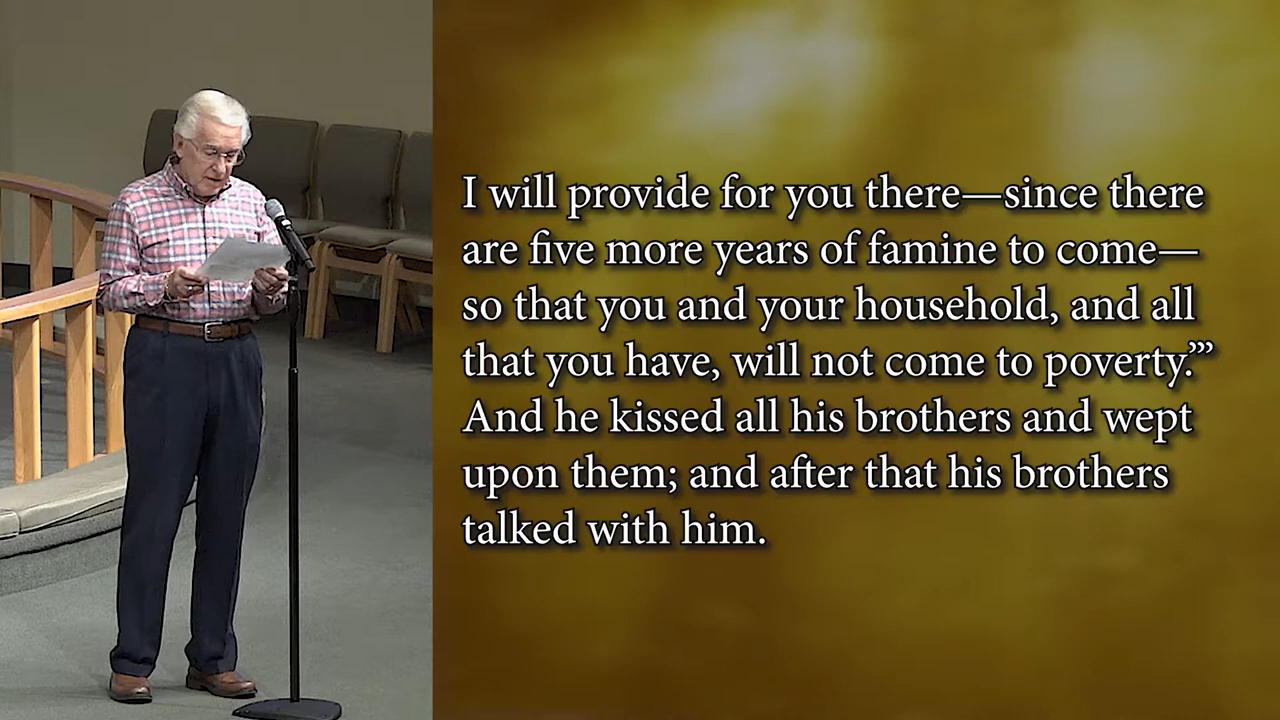 I will provide for you there—since there
are five more years of famine to come—
so that you and your household, and all
that you have, will not come to poverty.”’
And he kissed all his brothers and wept
upon them; and after that his brothers
talked with him.